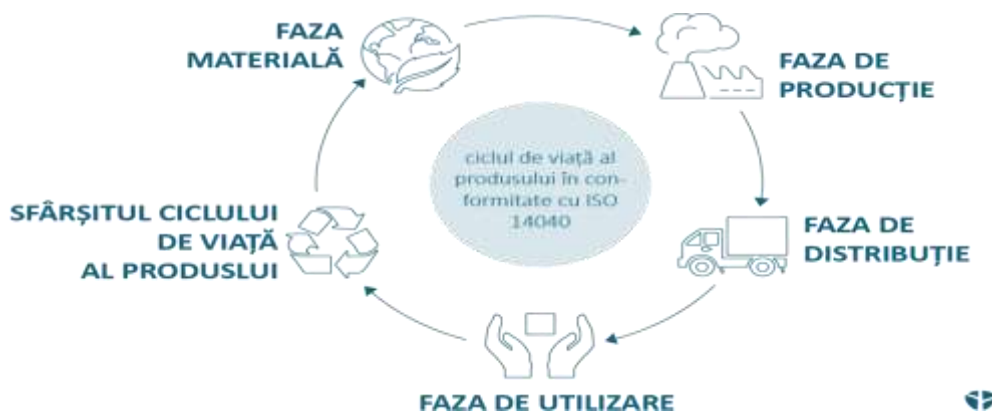 FAZA
MATERIALĂ
FAZA DE
PRODUCȚIE
ciclul de viață al
produsului în con-
formitate cu ISO
14040
SFÂRȘITUL CICLULUI
DE VIAȚĂ
AL PRODUSLUI
FAZA DE
DISTRIBUȚIE
FAZA DE UTILIZARE